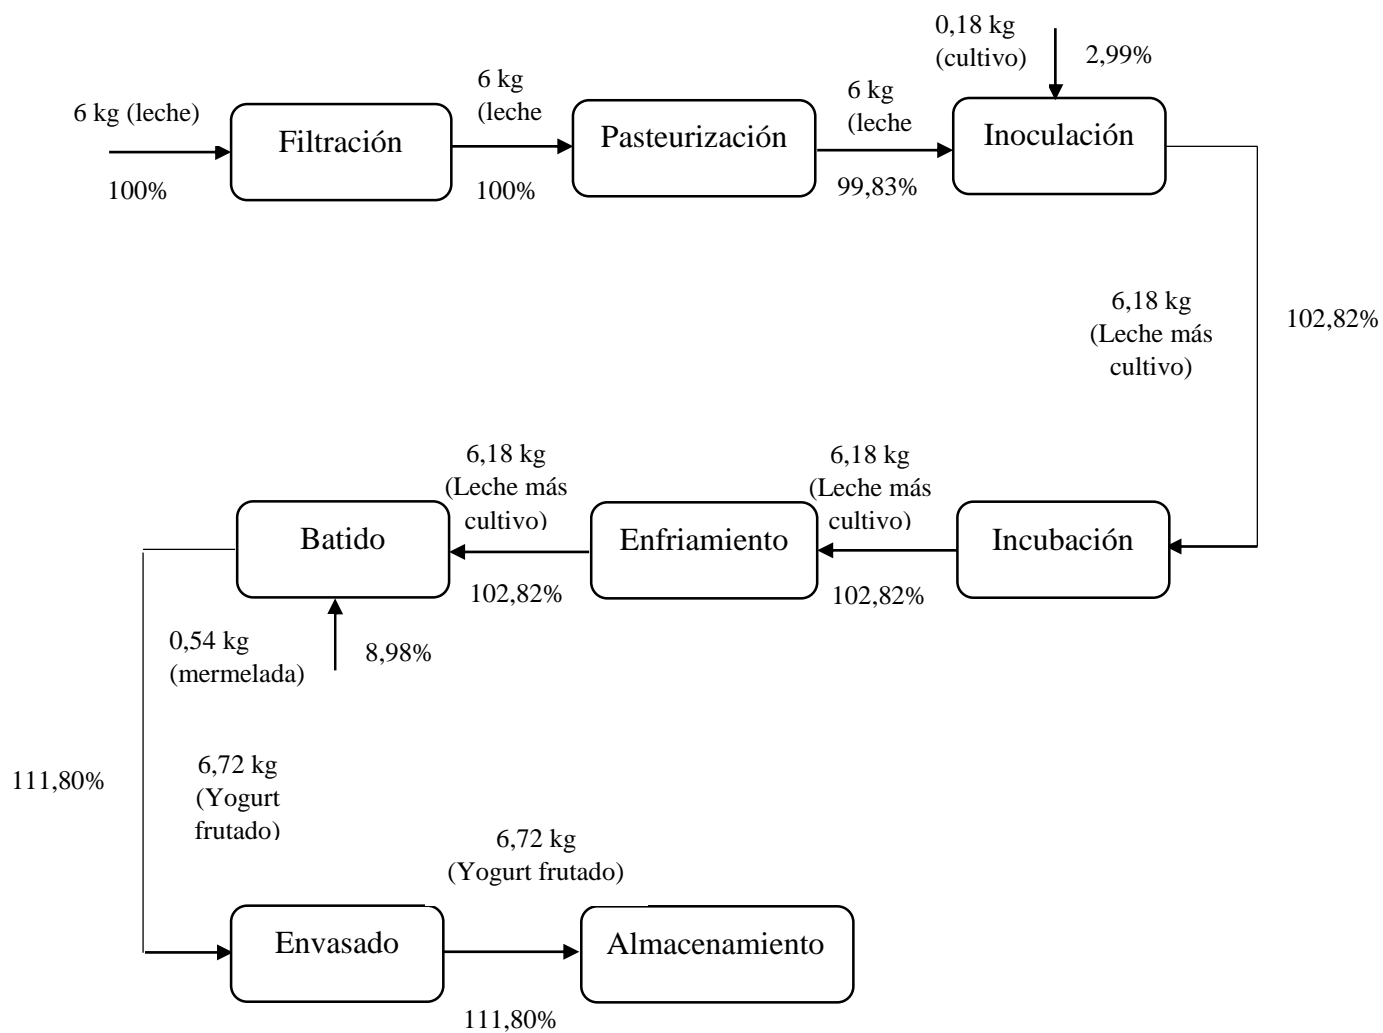 0,18 kg
(cultivo)
2,99%
6 kg (leche)
100%
Filtración
6 kg
(leche
100%
Pasteurización
6 kg
(leche
99,83%
Inoculación
6,18 kg
(Leche más
cultivo)
102,82%
Incubación
6,18 kg
(Leche más
cultivo)
102,82%
Enfriamiento
6,18 kg
(Leche más
cultivo)
102,82%
Batido
0,54 kg
(mermelada)
8,98%
111,80%
6,72 kg
(Yogurt
frutado)
Envasado
6,72 kg
(Yogurt frutado)
111,80%
Almacenamiento